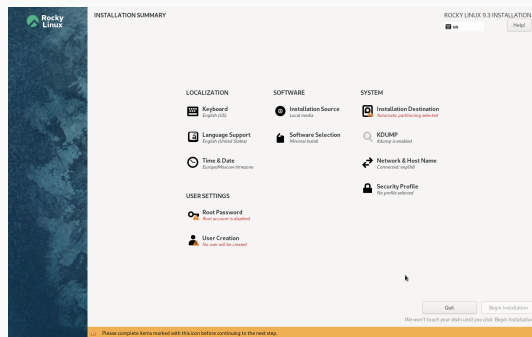 Rocky
Linux
INSTALLATION SUMMARY
ROCKY LINUX 9.3 INSTALLATION
us
Help!
LOCALIZATION
Keyboard
English (US)
Language Support
English (United States)
Time & Date
Europe/Moscow timezone
USER SETTINGS
Root Password
Root account is disabled
User Creation
No user will be created
SOFTWARE
Installation Source
Local media
Software Selection
Minimal Install
SYSTEM
Installation Destination
Automatic partitioning selected
KDUMP
Kdump is enabled
Network & Host Name
Connected: enp0s6
Security Profile
No profile selected
Quit
Begin Installation
We won't touch your disks until you click 'Begin Installation
Please complete items marked with this icon before continuing to the next step.